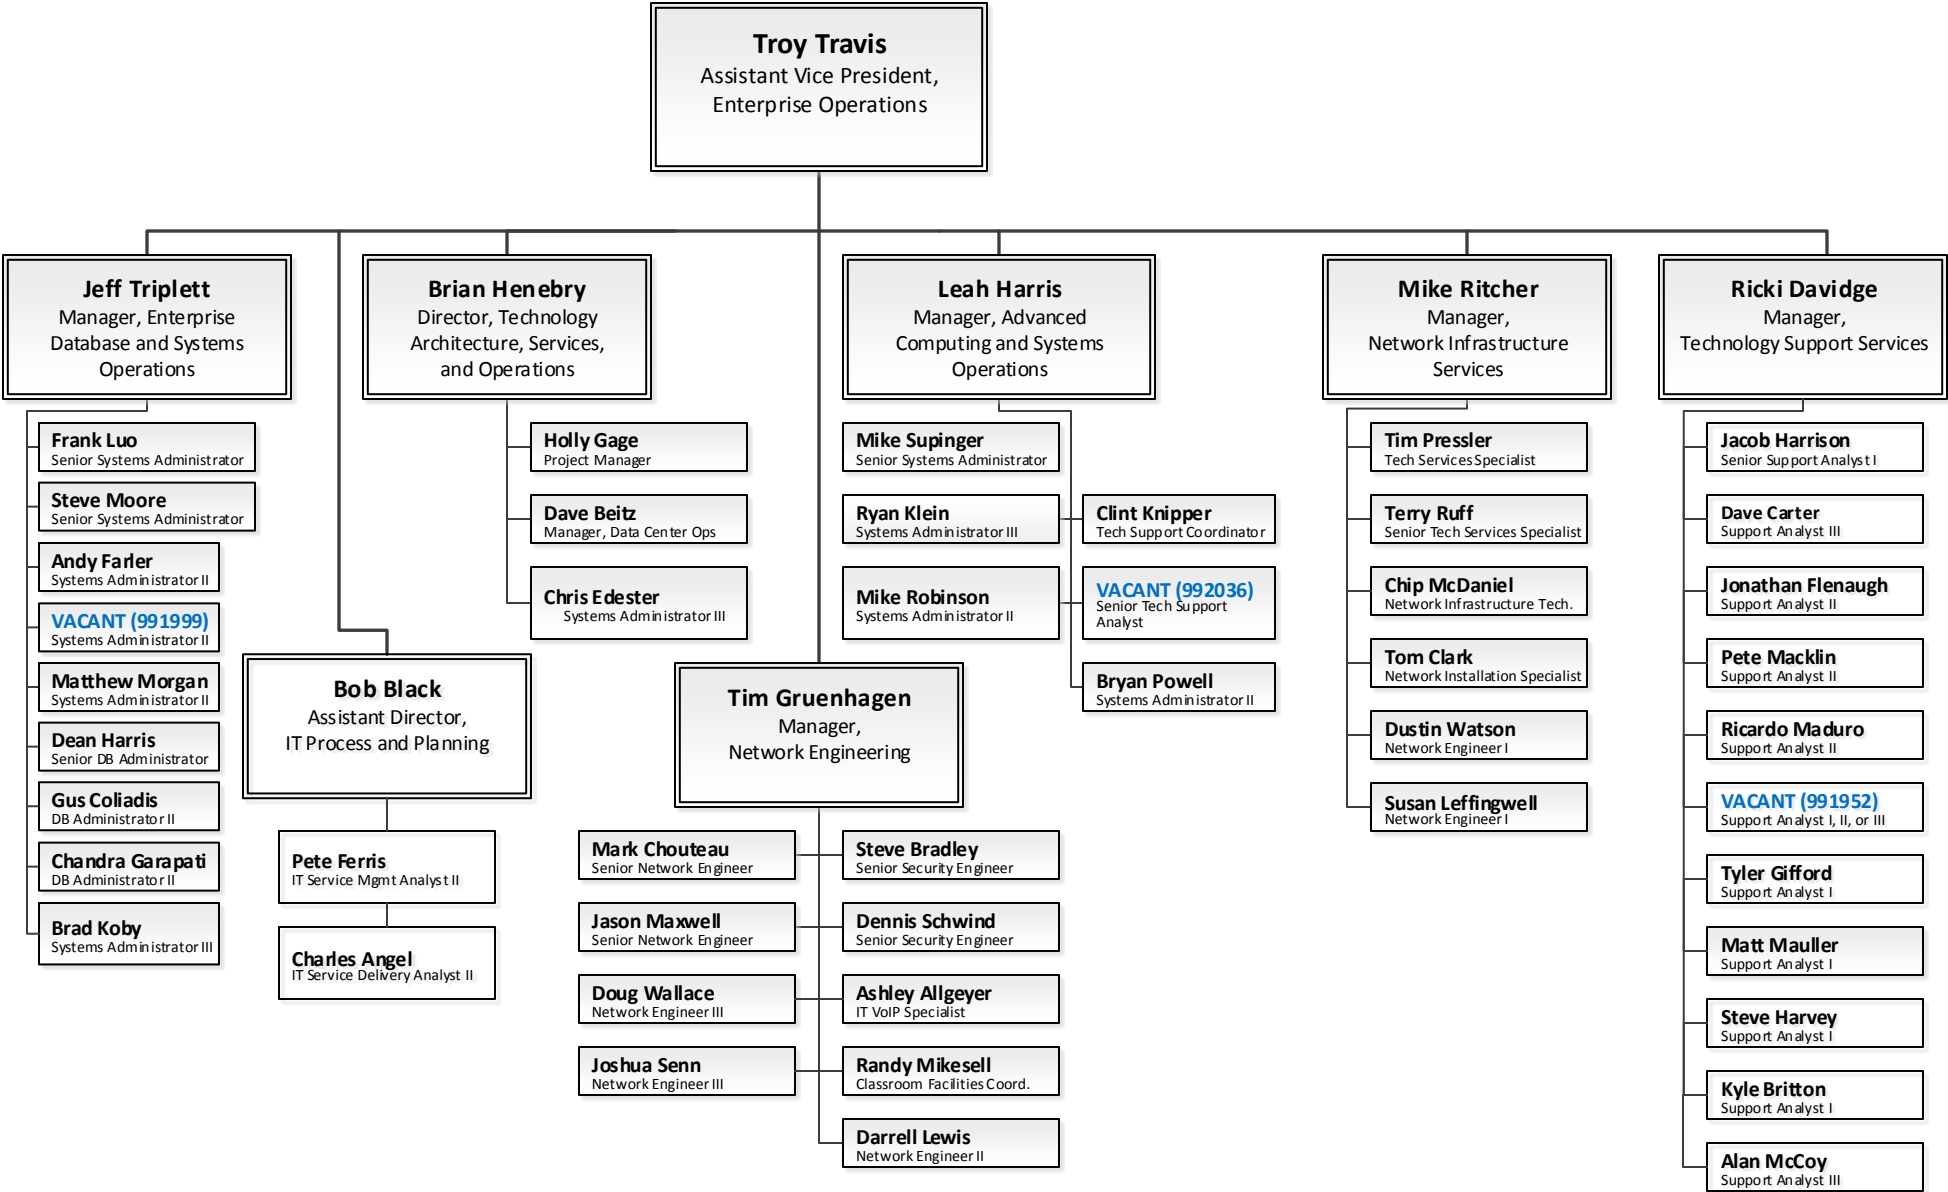 Troy Travis
Assistant Vice President,
Enterprise Operations
Jeff Triplett
Manager, Enterprise
Database and Systems
Operations
Frank Luo
Senior Systems Administrator
Steve Moore
Senior Systems Administrator
Andy Farler
Systems Administrator II
VACANT (991999)
Systems Administrator II
Matthew Morgan
Systems Administrator II
Dean Harris
Senior DB Administrator
Gus Coliadis
DB Administrator II
Chandra Garapati
DB Administrator II
Brad Koby
Systems Administrator III
Bob Black
Assistant Director,
IT Process and Planning
Pete Ferris
IT Service Mgmt Analyst II
Charles Angel
IT Service Delivery Analyst II
Brian Henebry
Director, Technology
Architecture, Services,
and Operations
Holly Gage
Project Manager
Dave Beitz
Manager, Data Center Ops
Chris Edester
Systems Administrator III
Tim Gruenhagen
Manager,
Network Engineering
Mark Chouteau
Senior Network Engineer
Jason Maxwell
Senior Network Engineer
Doug Wallace
Network Engineer III
Joshua Senn
Network Engineer III
Steve Bradley
Senior Security Engineer
Dennis Schwind
Senior Security Engineer
Ashley Allgeyer
IT VoIP Specialist
Randy Mikesell
Classroom Facilities Coord.
Darrell Lewis
Network Engineer II
Leah Harris
Manager, Advanced
Computing and Systems
Operations
Mike Supinger
Senior Systems Administrator
Ryan Klein
Systems Administrator III
Mike Robinson
Systems Administrator II
Clint Knipper
Tech Support Coordinator
VACANT (992036)
Senior Tech Support
Analyst
Bryan Powell
Systems Administrator II
Mike Ritcher
Manager,
Network Infrastructure
Services
Tim Pressler
Tech Services Specialist
Terry Ruff
Senior Tech Services Specialist
Chip McDaniel
Network Infrastructure Tech.
Tom Clark
Network Installation Specialist
Dustin Watson
Network Engineer I
Susan Leffingwell
Network Engineer I
Ricki Davidge
Manager,
Technology Support Services
Jacob Harrison
Senior Support Analyst I
Dave Carter
Support Analyst III
Jonathan Flenaugh
Support Analyst II
Pete Macklin
Support Analyst II
Ricardo Maduro
Support Analyst II
VACANT (991952)
Support Analyst I, II, or III
Tyler Gifford
Support Analyst I
Matt Mauller
Support Analyst I
Steve Harvey
Support Analyst I
Kyle Britton
Support Analyst I
Alan McCoy
Support Analyst III